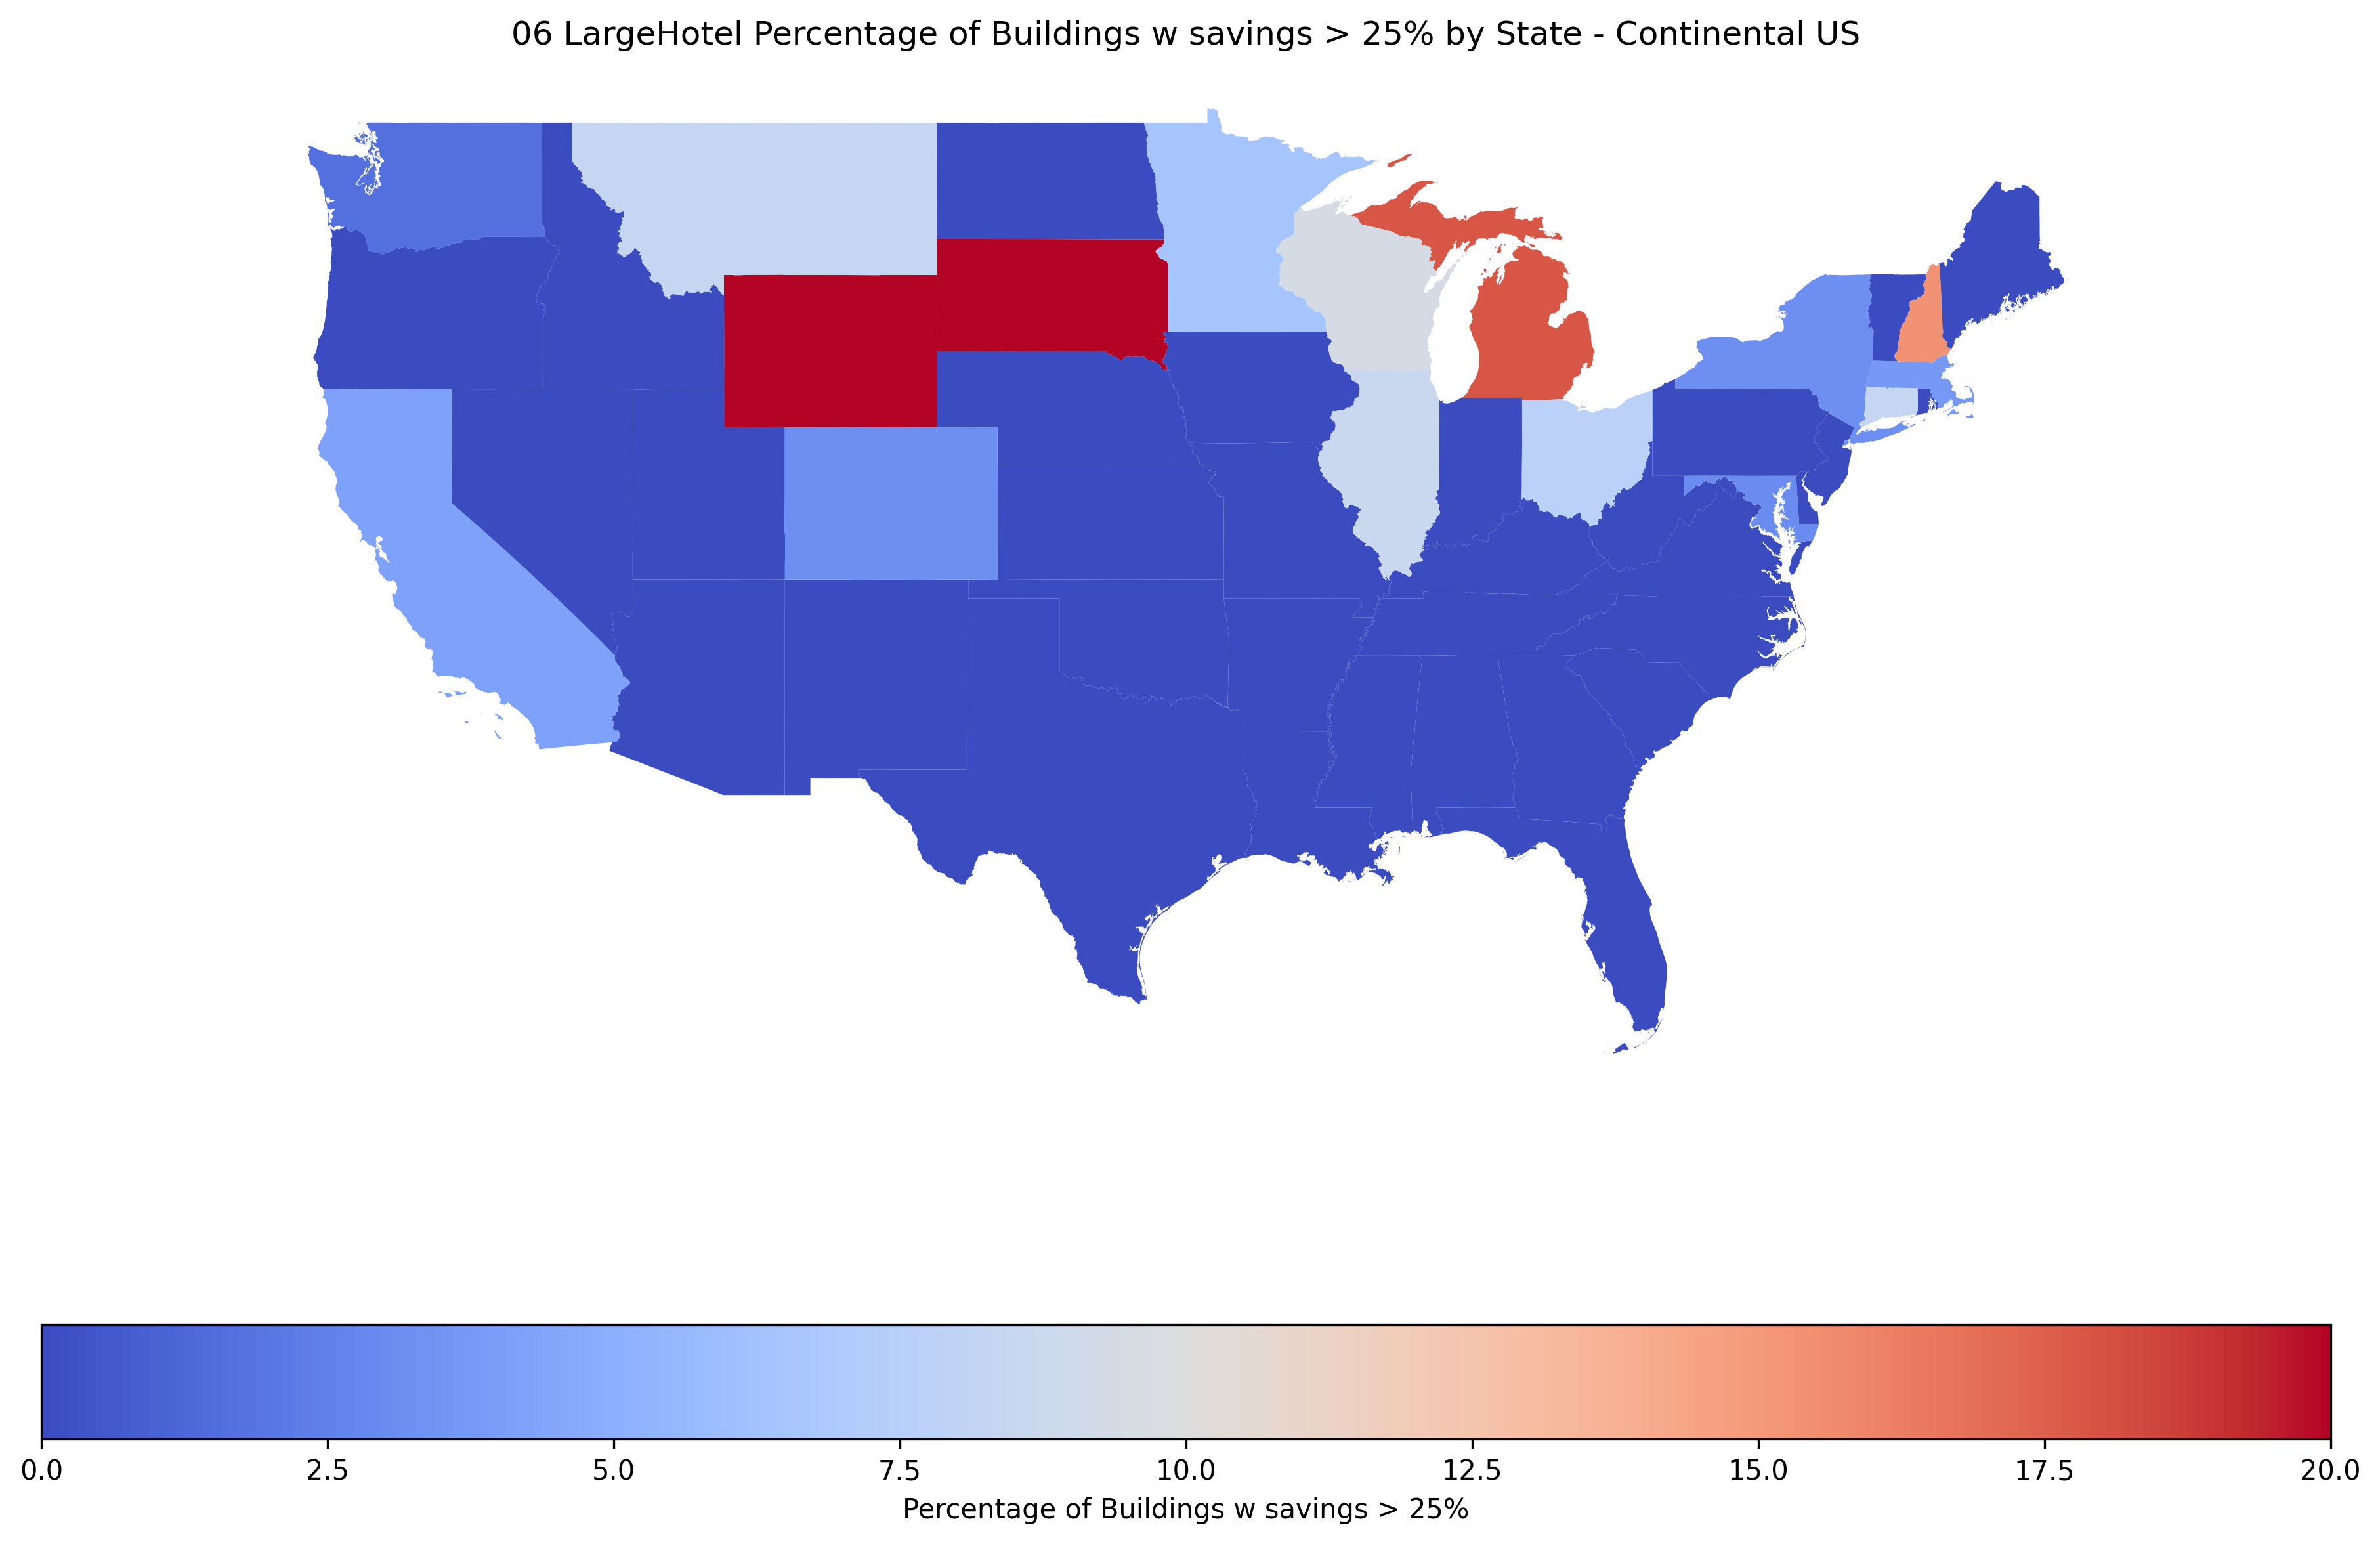 06 LargeHotel Percentage of Buildings w savings > 25% by State - Continental US
0.0 2.5 5.0 7.5 10.0 12.5 15.0 17.5 20.0
Percentage of Buildings w savings > 25%